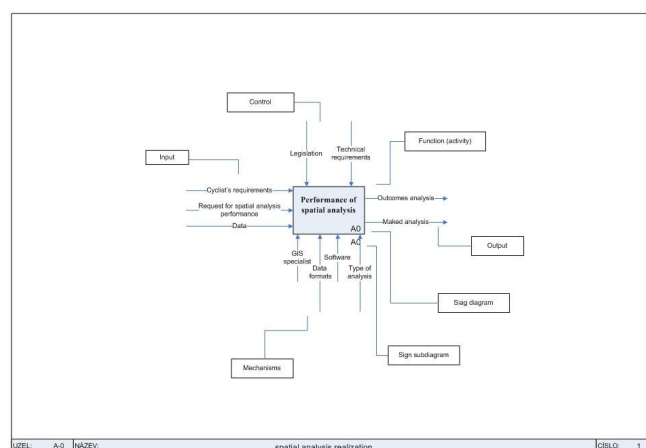 Control
Function (activity)
Input
Legislation
Technical
requirements
Cyclist's requirements
Request for spatial analysis
performance
Data
Performance of
spatial analysis
A0
A0
Outcomes analysis
Maked analysis
Output
GIS
specialist
Data
formats
Software
Type of
analysis
Siag diagram
Sign subdiagram
Mechanisms
UZEL: A-0 NÁZEV: spatial analysis realization ČÍSLO: 1